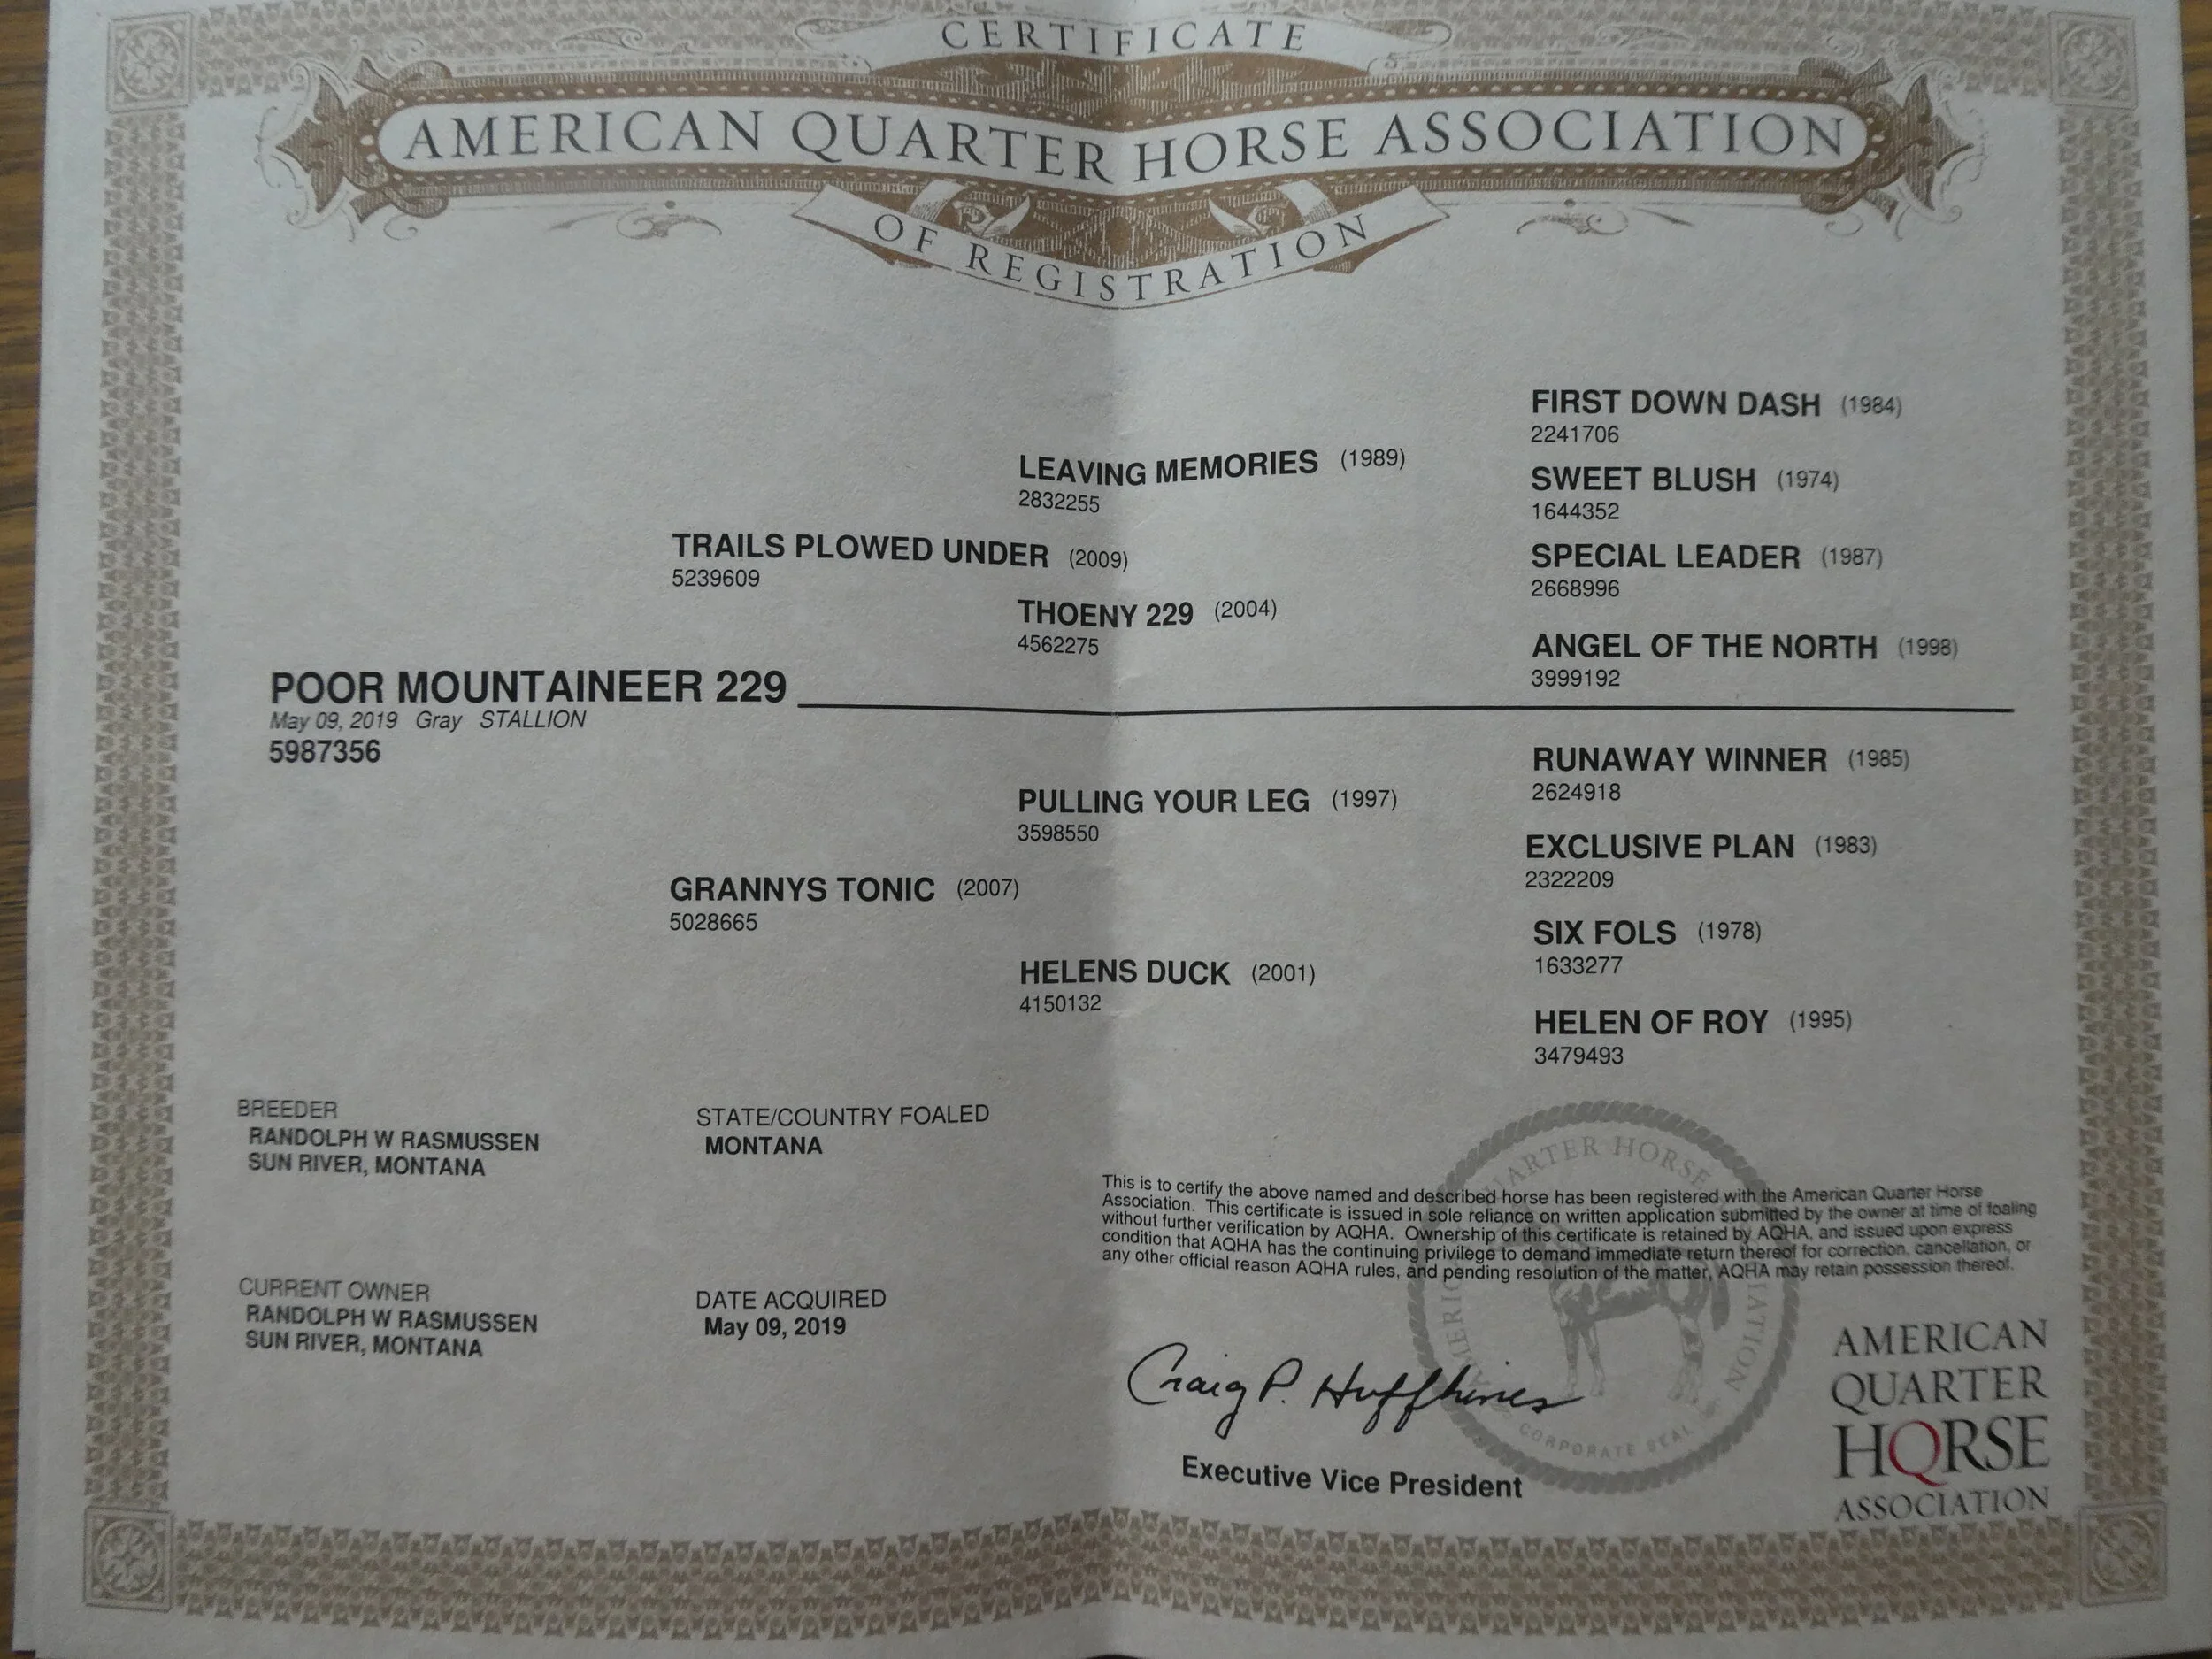 CERTIFICATE
AMERICAN QUARTER HORSE ASSOCIATION
OF REGISTRATION
FIRST DOWN DASH (1984)
2241706
LEAVING MEMORIES (1989)
2832255
SWEET BLUSH (1974)
1644352
TRAILS PLOWED UNDER (2009)
5239609
SPECIAL LEADER (1987)
2668996
THOENY 229 (2004)
4562275
ANGEL OF THE NORTH (1998)
3999192
POOR MOUNTAINEER 229
May 09, 2019 Gray STALLION
5987356
RUNAWAY WINNER (1985)
2624918
PULLING YOUR LEG (1997)
3598550
EXCLUSIVE PLAN (1983)
2322209
GRANNYS TONIC (2007)
5028665
SIX FOLS (1978)
1633277
HELENS DUCK (2001)
4150132
HELEN OF ROY (1995)
3479493
BREEDER
RANDOLPH W RASMUSSEN
SUN RIVER, MONTANA
STATE/COUNTRY FOALED
MONTANA
This is to certify the above named and described horse has been registered with the American Quarter Horse
Association. This certificate is issued in sole reliance on written application submitted by the owner at time of foaling
without further verification by AQHA. Ownership of this certificate is retained by AQHA, and issued upon express
condition that AQHA has the continuing privilege to demand immediate return thereof for correction, cancellation, or
any other official reason AQHA rules, and pending resolution of the matter, AQHA may retain possession thereof.
CURRENT OWNER
RANDOLPH W RASMUSSEN
SUN RIVER, MONTANA
DATE ACQUIRED
May 09, 2019
Craig P. Huffhines
Executive Vice President
CORPORATE SEAL
AMERICAN
QUARTER
HORSE
ASSOCIATION